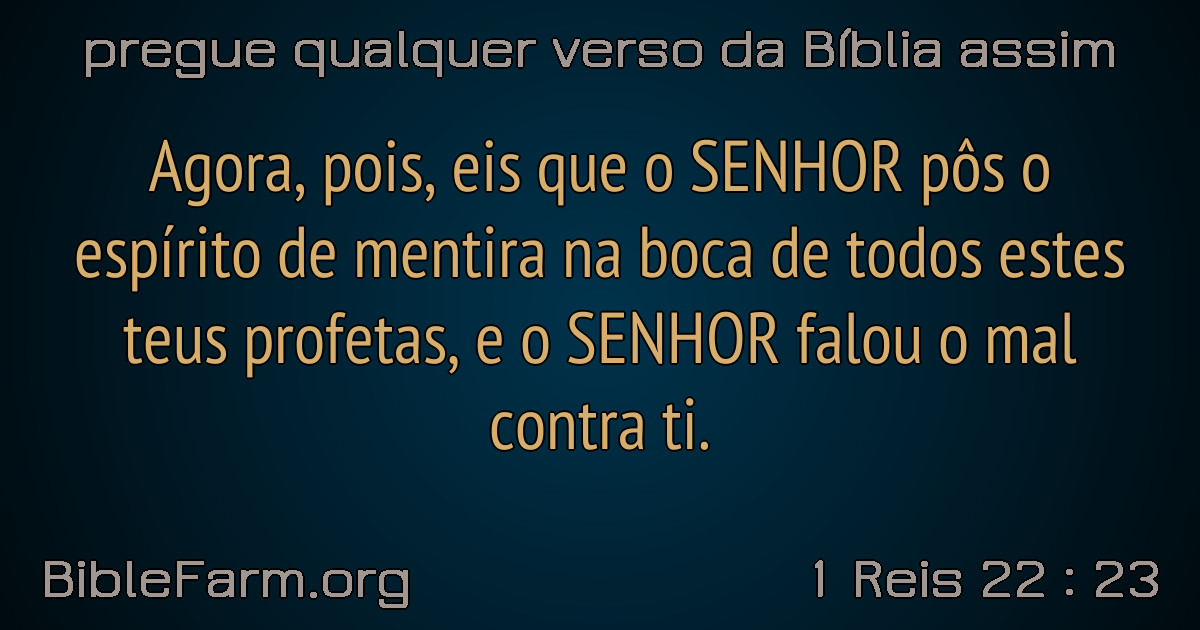 pregue qualquer verso da Bíblia assim
Agora, pois, eis que o SENHOR pôs o
espírito de mentira na boca de todos estes
teus profetas, e o SENHOR falou o mal
contra ti.
BibleFarm.org
1 Reis 22 : 23